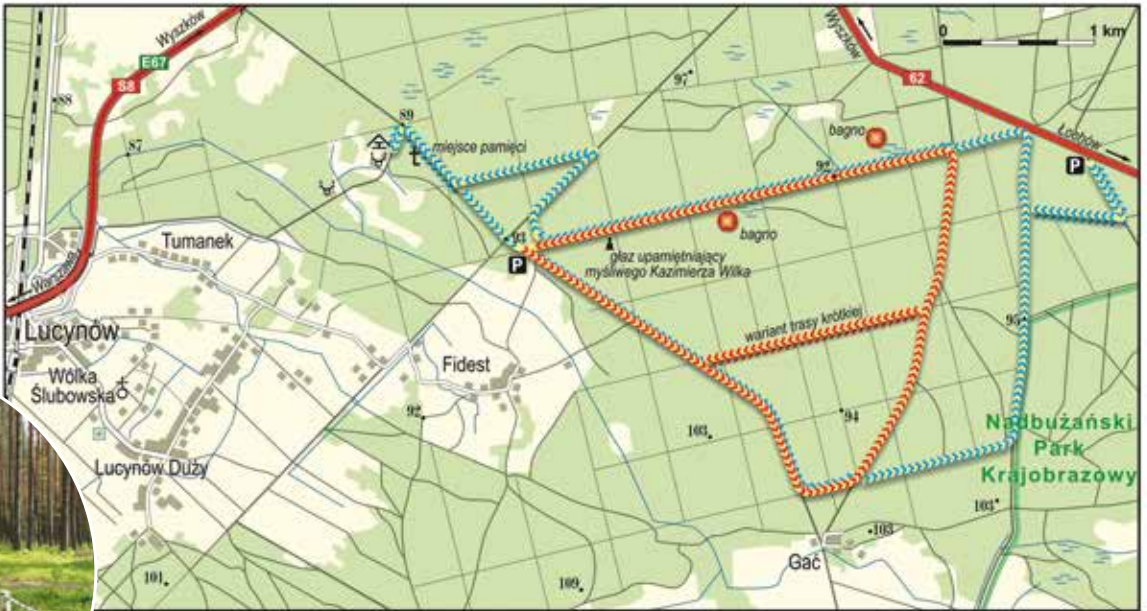 Wyszków
E67
S8
88
87
89
miejsce pamięci
97
Wyszków
0 1 km
62
Łochów
P
bagno
92
bagno
93
P
głaz upamiętniający
myśliwego Kazimierza Wilka
Tumanek
Warszawa
Lucynów
Wólka
Ślubowska
Fidest
92
Lucynów Duży
wariant trasy krótkiej
95
94
103
Nadbużański
Park
Krajobrazowy
103
103
Gać
101
109